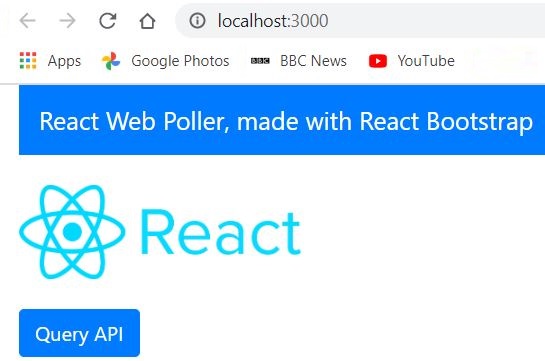 localhost:3000
Apps Google Photos BBC BBC News YouTube
React Web Poller, made with React Bootstrap
React
Query API